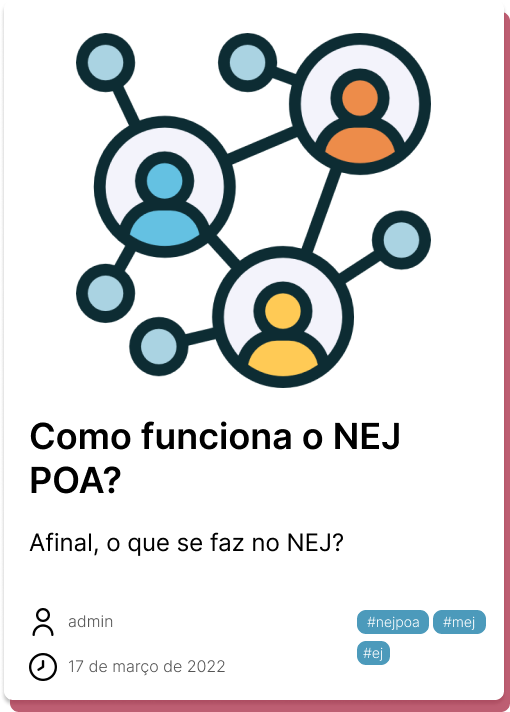 Como funciona o NEJ
POA?
Afinal, o que se faz no NEJ?
admin
#nejpoa #mej
#ej
17 de março de 2022